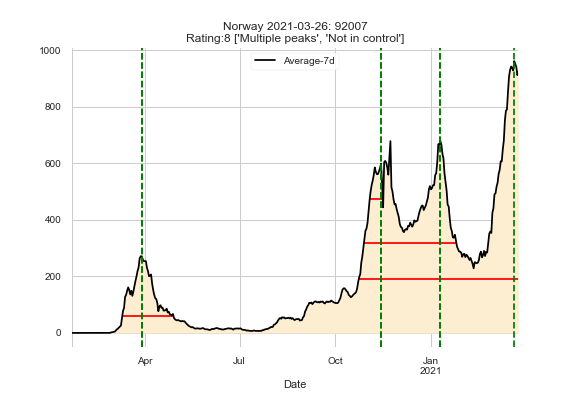 Norway 2021-03-26: 92007
Rating:8 ['Multiple peaks', 'Not in control']
Average-7d
1000
800
600
400
200
0
Apr
Jul
Oct
Jan
2021
Date